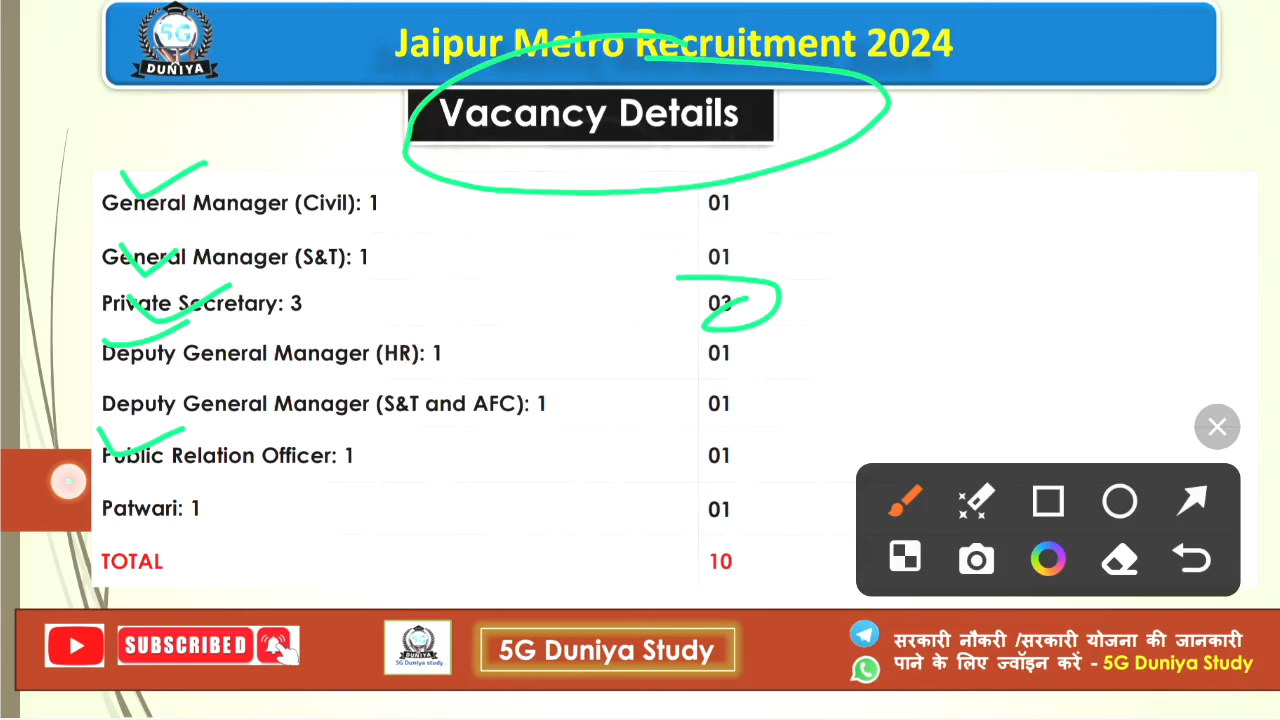 5G
DUNIYA
Jaipur Metro Recruitment 2024
Vacancy Details
General Manager (Civil): 1 01
General Manager (S&T): 1 01
Private Secretary: 3 03
Deputy General Manager (HR): 1 01
Deputy General Manager (S&T and AFC): 1 01
Public Relation Officer: 1 01
Patwari: 1 01
TOTAL 10
SUBSCRIBED
DUNIYA
5G Duniya study
5G Duniya Study
सरकारी नौकरी /सरकारी योजना की जानकारी
पाने के लिए ज्वॉइन करें - 5G Duniya Study